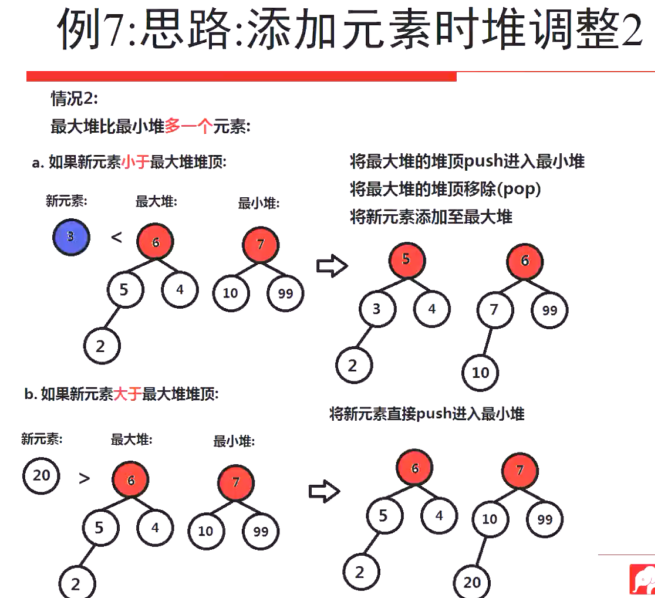 例7:思路:添加元素时堆调整2
情况2:
最大堆比最小堆多一个元素:
a. 如果新元素小于最大堆堆顶:
将最大堆的堆顶push进入最小堆
将最大堆的堆顶移除(pop)
将新元素添加至最大堆
新元素: 最大堆: 最小堆:
3 < 6 7
5 4 10 99
2
5 6
3 4 7 99
2 10
b. 如果新元素大于最大堆堆顶:
将新元素直接push进入最小堆
新元素: 最大堆: 最小堆:
20 > 6 7
5 4 10 99
2
6 7
5 4 10 99
2 20